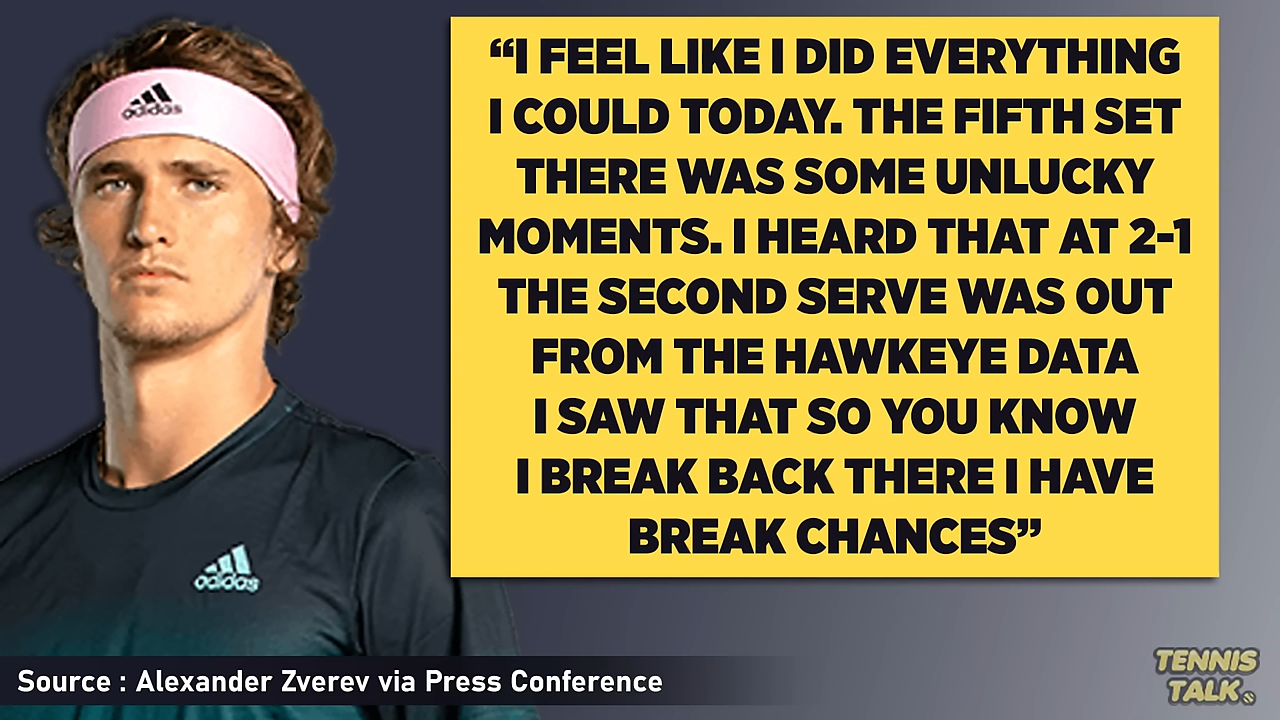 adidas
“I FEEL LIKE I DID EVERYTHING
I COULD TODAY. THE FIFTH SET
THERE WAS SOME UNLUCKY
MOMENTS. I HEARD THAT AT 2-1
THE SECOND SERVE WAS OUT
FROM THE HAWKEYE DATA
I SAW THAT SO YOU KNOW
I BREAK BACK THERE I HAVE
BREAK CHANCES”
adidas
Source : Alexander Zverev via Press Conference
TENNIS
TALK